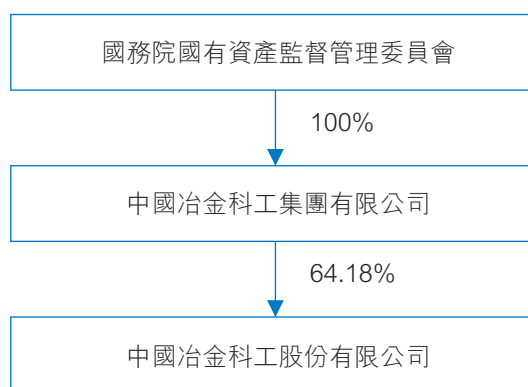 國務院國有資產監督管理委員會
100%
中國冶金科工集團有限公司
64.18%
中國冶金科工股份有限公司